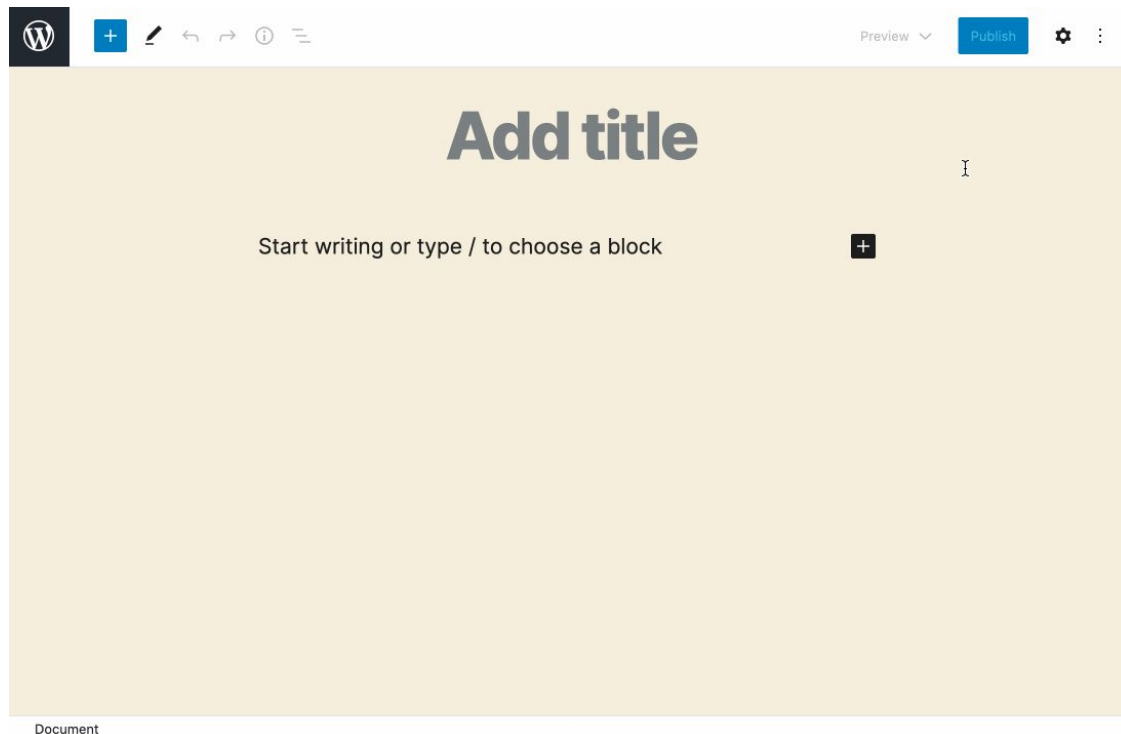 Preview
Publish
Add title
Start writing or type / to choose a block
Document